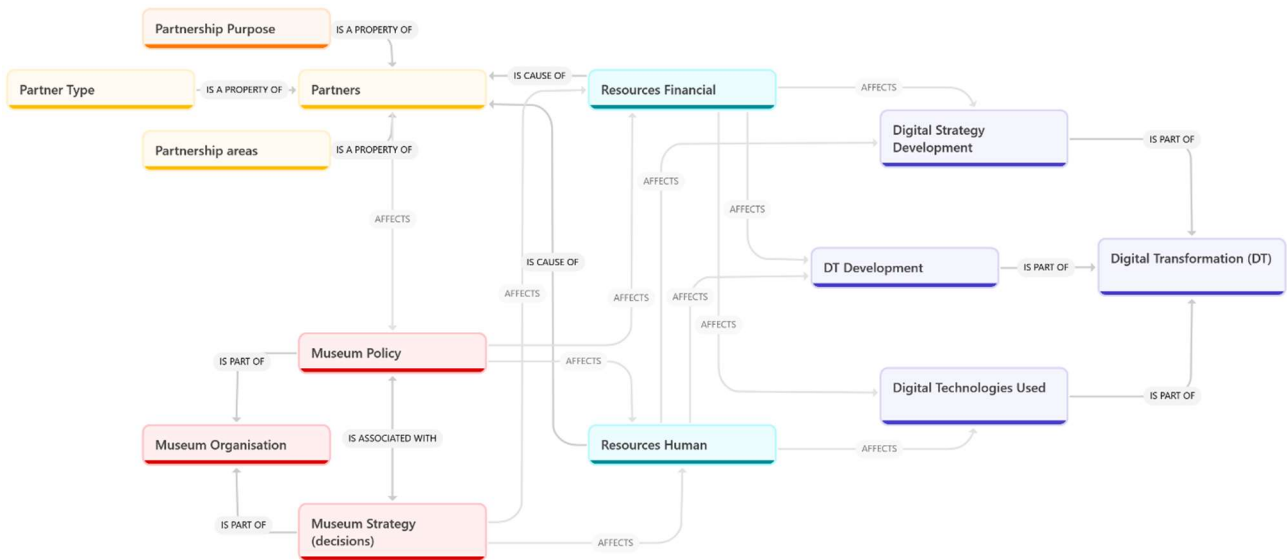 Partnership Purpose
IS A PROPERTY OF
Partner Type
IS A PROPERTY OF
Partners
IS CAUSE OF
Resources Financial
AFFECTS
Partnership areas
IS A PROPERTY OF
Digital Strategy
Development
IS PART OF
AFFECTS
AFFECTS
AFFECTS
IS CAUSE OF
DT Development
IS PART OF
Digital Transformation (DT)
AFFECTS
AFFECTS
AFFECTS
AFFECTS
Museum Policy
IS PART OF
AFFECTS
Digital Technologies Used
IS PART OF
Museum Organisation
IS ASSOCIATED WITH
Resources Human
AFFECTS
Museum Strategy
(decisions)
IS PART OF
AFFECTS